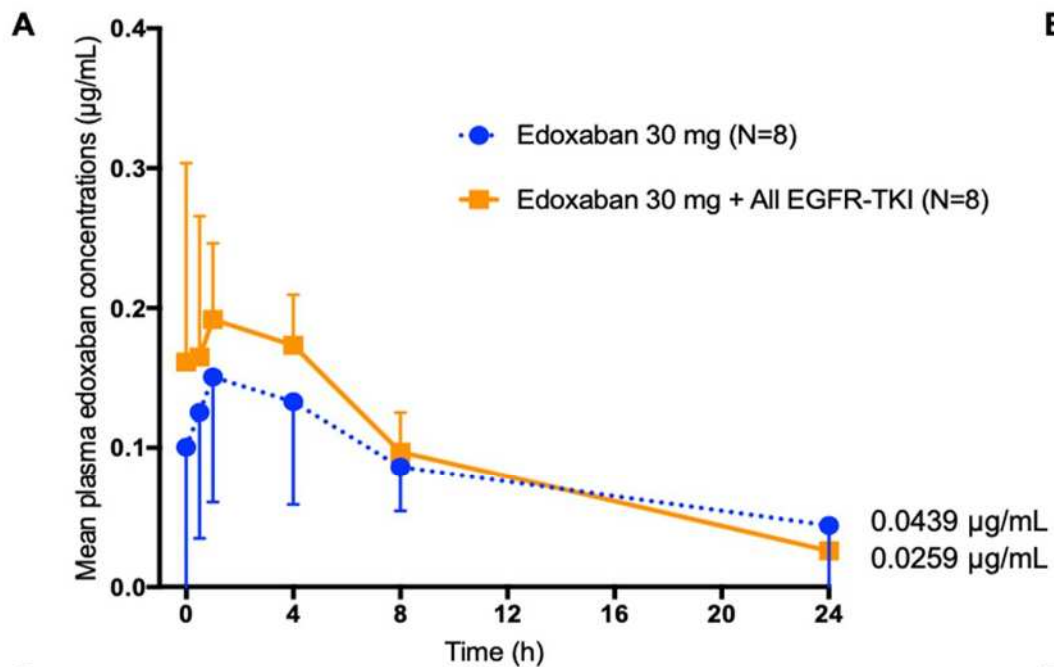 A
Mean plasma edoxaban concentrations (µg/mL)
0.4
0.3
0.2
0.1
0.0
Edoxaban 30 mg (N=8)
Edoxaban 30 mg + All EGFR-TKI (N=8)
0.0439 µg/mL
0.0259 µg/mL
0 4 8 12 16 20 24
Time (h)